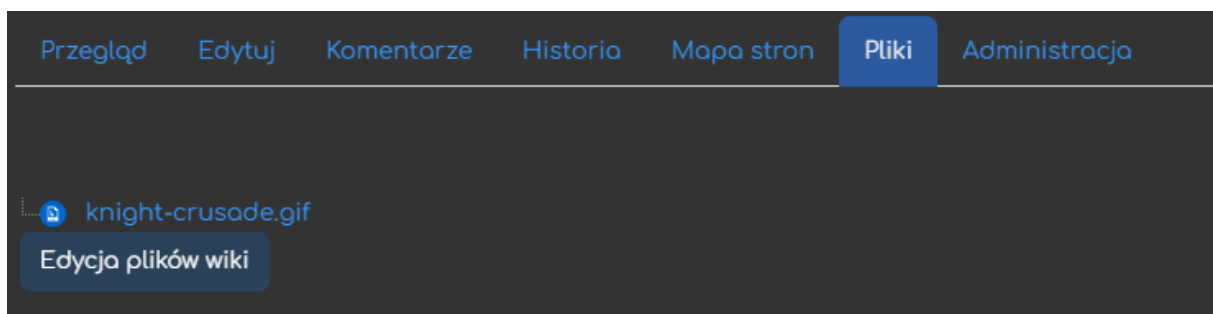 Przegląd Edytuj Komentarze Historia Mapa stron Pliki Administracja
knight-crusade.gif
Edycja plików wiki